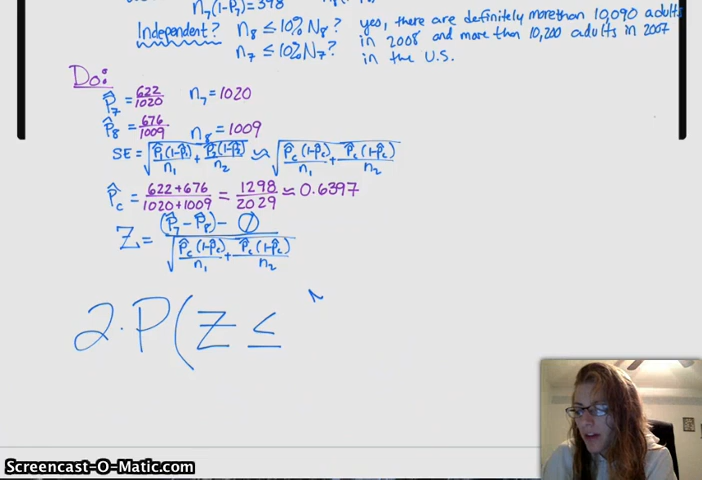 n₇(1-P̂₇)=398
Independent? n₈ ≤ 10% N₈? yes, there are definitely more than 10,090 adults
n₇ ≤ 10% N₇? in 2008 and more than 10,200 adults in 2007
in the U.S.
Do:
P̂₇ = 622/1020 n₇ = 1020
P̂₈ = 676/1009 n₈ = 1009
SE = √(P̂₁(1-P̂₁)/n₁ + P̂₂(1-P̂₂)/n₂) ≈ √(P̂c(1-P̂c)/n₁ + P̂c(1-P̂c)/n₂)
P̂c = 622+676/1020+1009 = 1298/2029 ≈ 0.6397
Z = (P̂₇-P̂₈) - 0/√(P̂c(1-P̂c)/n₁ + P̂c(1-P̂c)/n₂)
2·P(Z ≤
Screencast-O-Matic.com